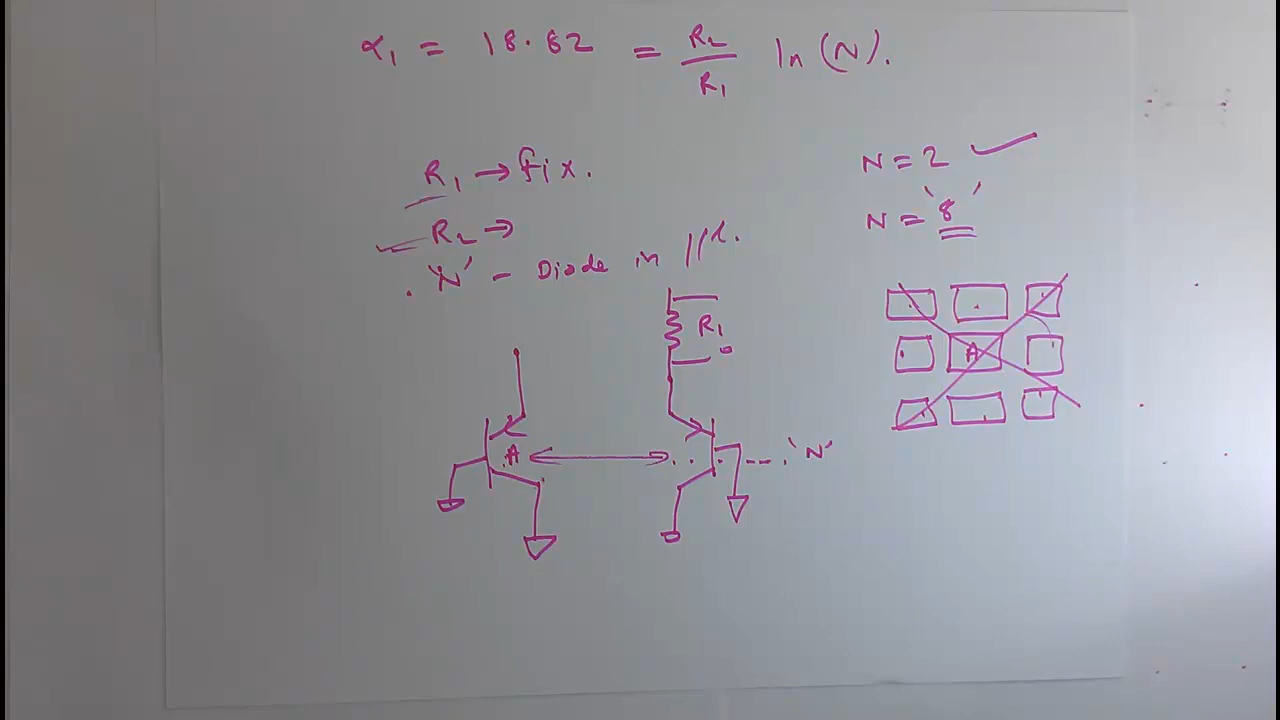 α₁ = 18.82 = R₂/R₁ ln(N).
R₁ → fix.
R₂ →
'N' - Diode in //l.
N = 2 ✓
N = '8'
R₁
A
A
'N'